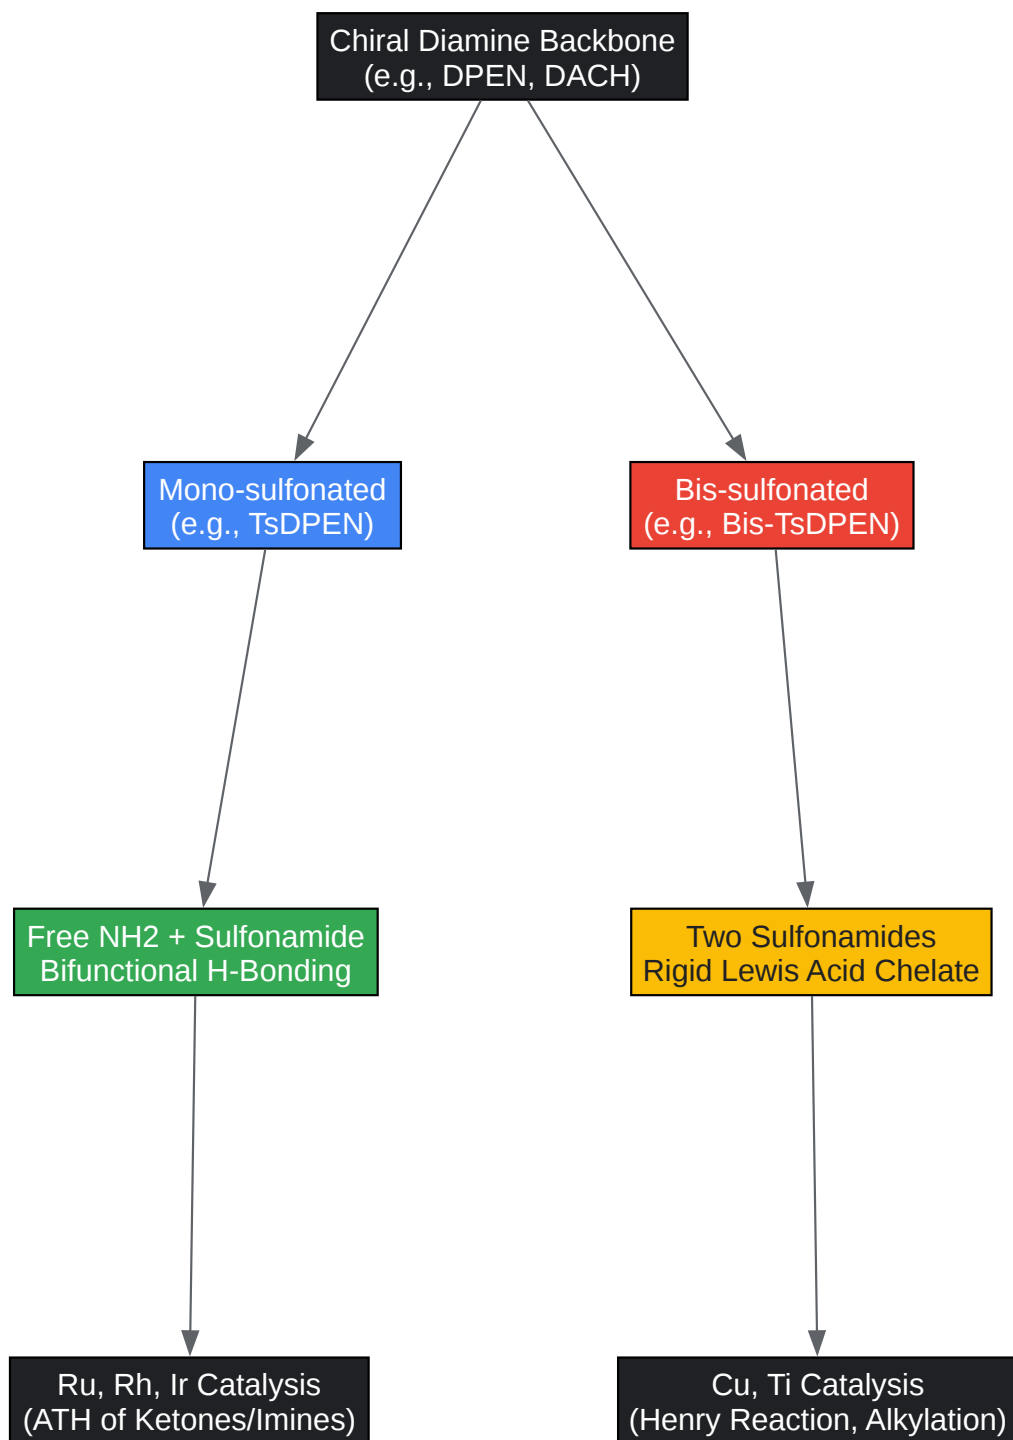 Chiral Diamine Backbone
(e.g., DPEN, DACH)
Mono-sulfonated
(e.g., TsDPEN)
Bis-sulfonated
(e.g., Bis-TsDPEN)
Free NH2 + Sulfonamide
Bifunctional H-Bonding
Two Sulfonamides
Rigid Lewis Acid Chelate
Ru, Rh, Ir Catalysis
(ATH of Ketones/Imines)
Cu, Ti Catalysis
(Henry Reaction, Alkylation)